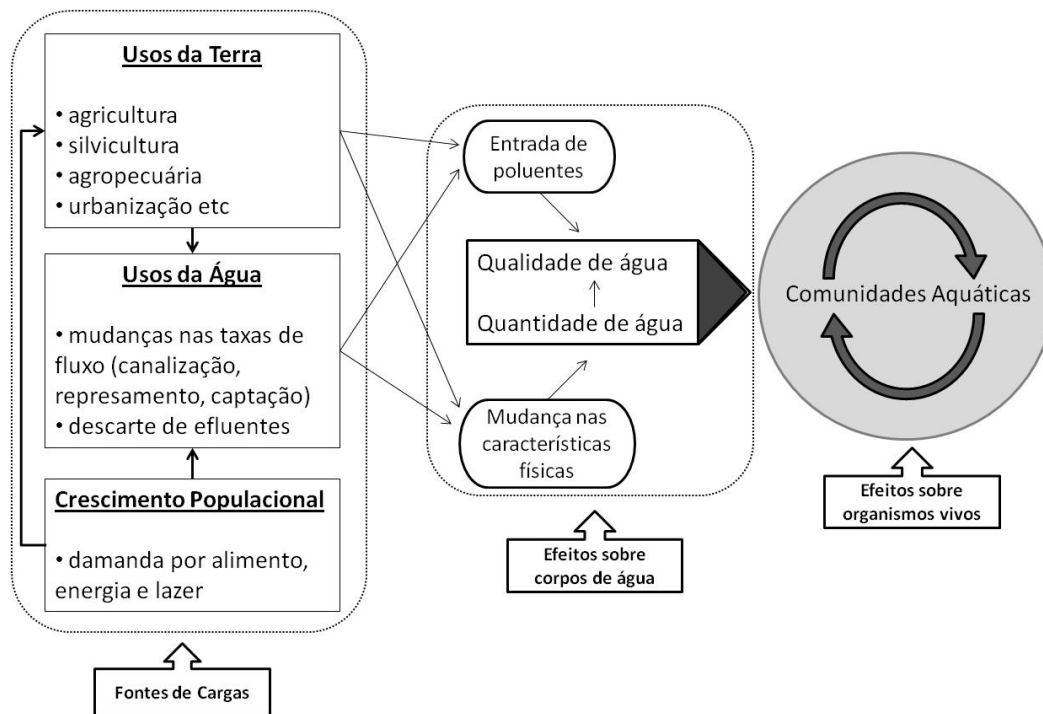 Usos da Terra
• agricultura
• silvicultura
• agropecuária
• urbanização etc
Usos da Água
• mudanças nas taxas de
fluxo (canalização,
represamento, captação)
• descarte de efluentes
Crescimento Populacional
• damanda por alimento,
energia e lazer
Fontes de Cargas
Entrada de
poluentes
Qualidade de água
Quantidade de água
Mudança nas
características
físicas
Efeitos sobre
corpos de água
Comunidades Aquáticas
Efeitos sobre
organismos vivos